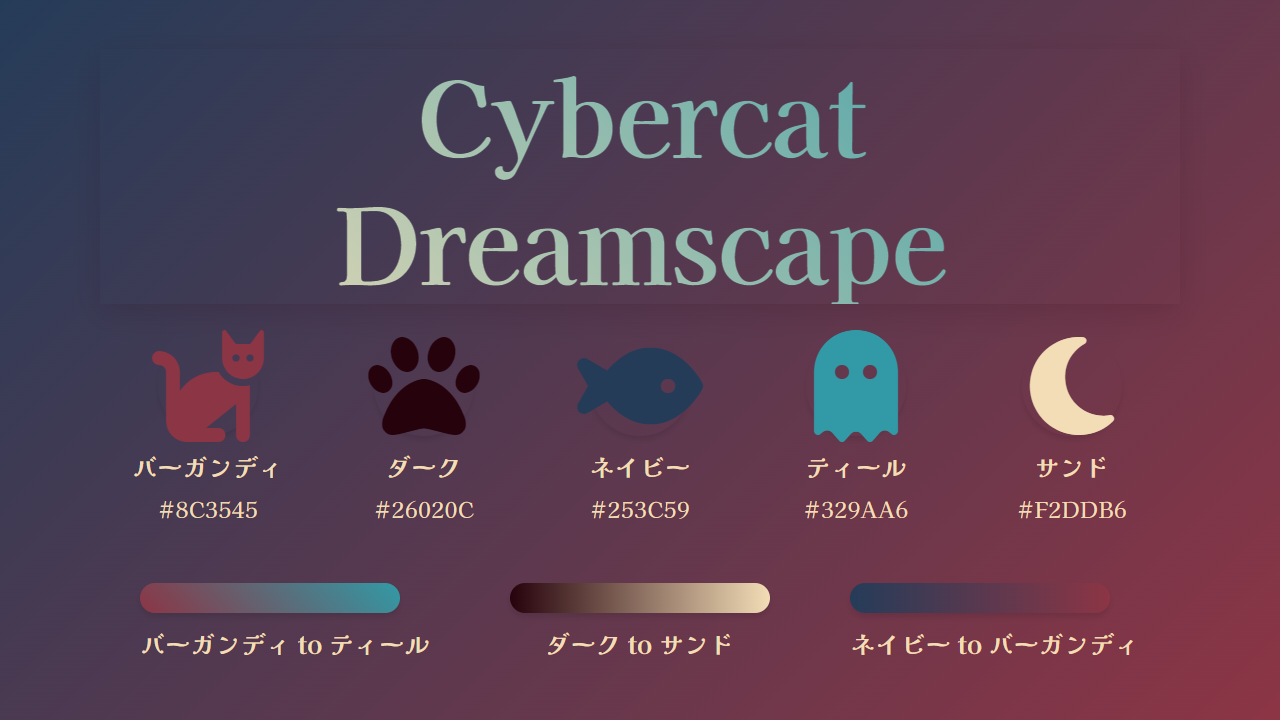 Cybercat
Dreamscape
バーガンディ
ダーク
ネイビー
ティール
サンド
#8C3545
#26020C
#253C59
#329AA6
#F2DDB6
バーガンディ to ティール
ダーク to サンド
ネイビー to バーガンディ